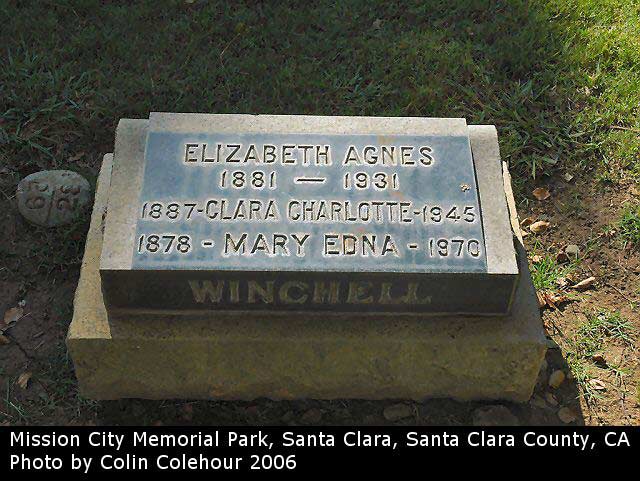 ELIZABETH AGNES
1881 — 1931
1887-CLARA CHARLOTTE-1945
1878 - MARY EDNA - 1970
WINCHELL
Mission City Memorial Park, Santa Clara, Santa Clara County, CA
Photo by Colin Colehour 2006